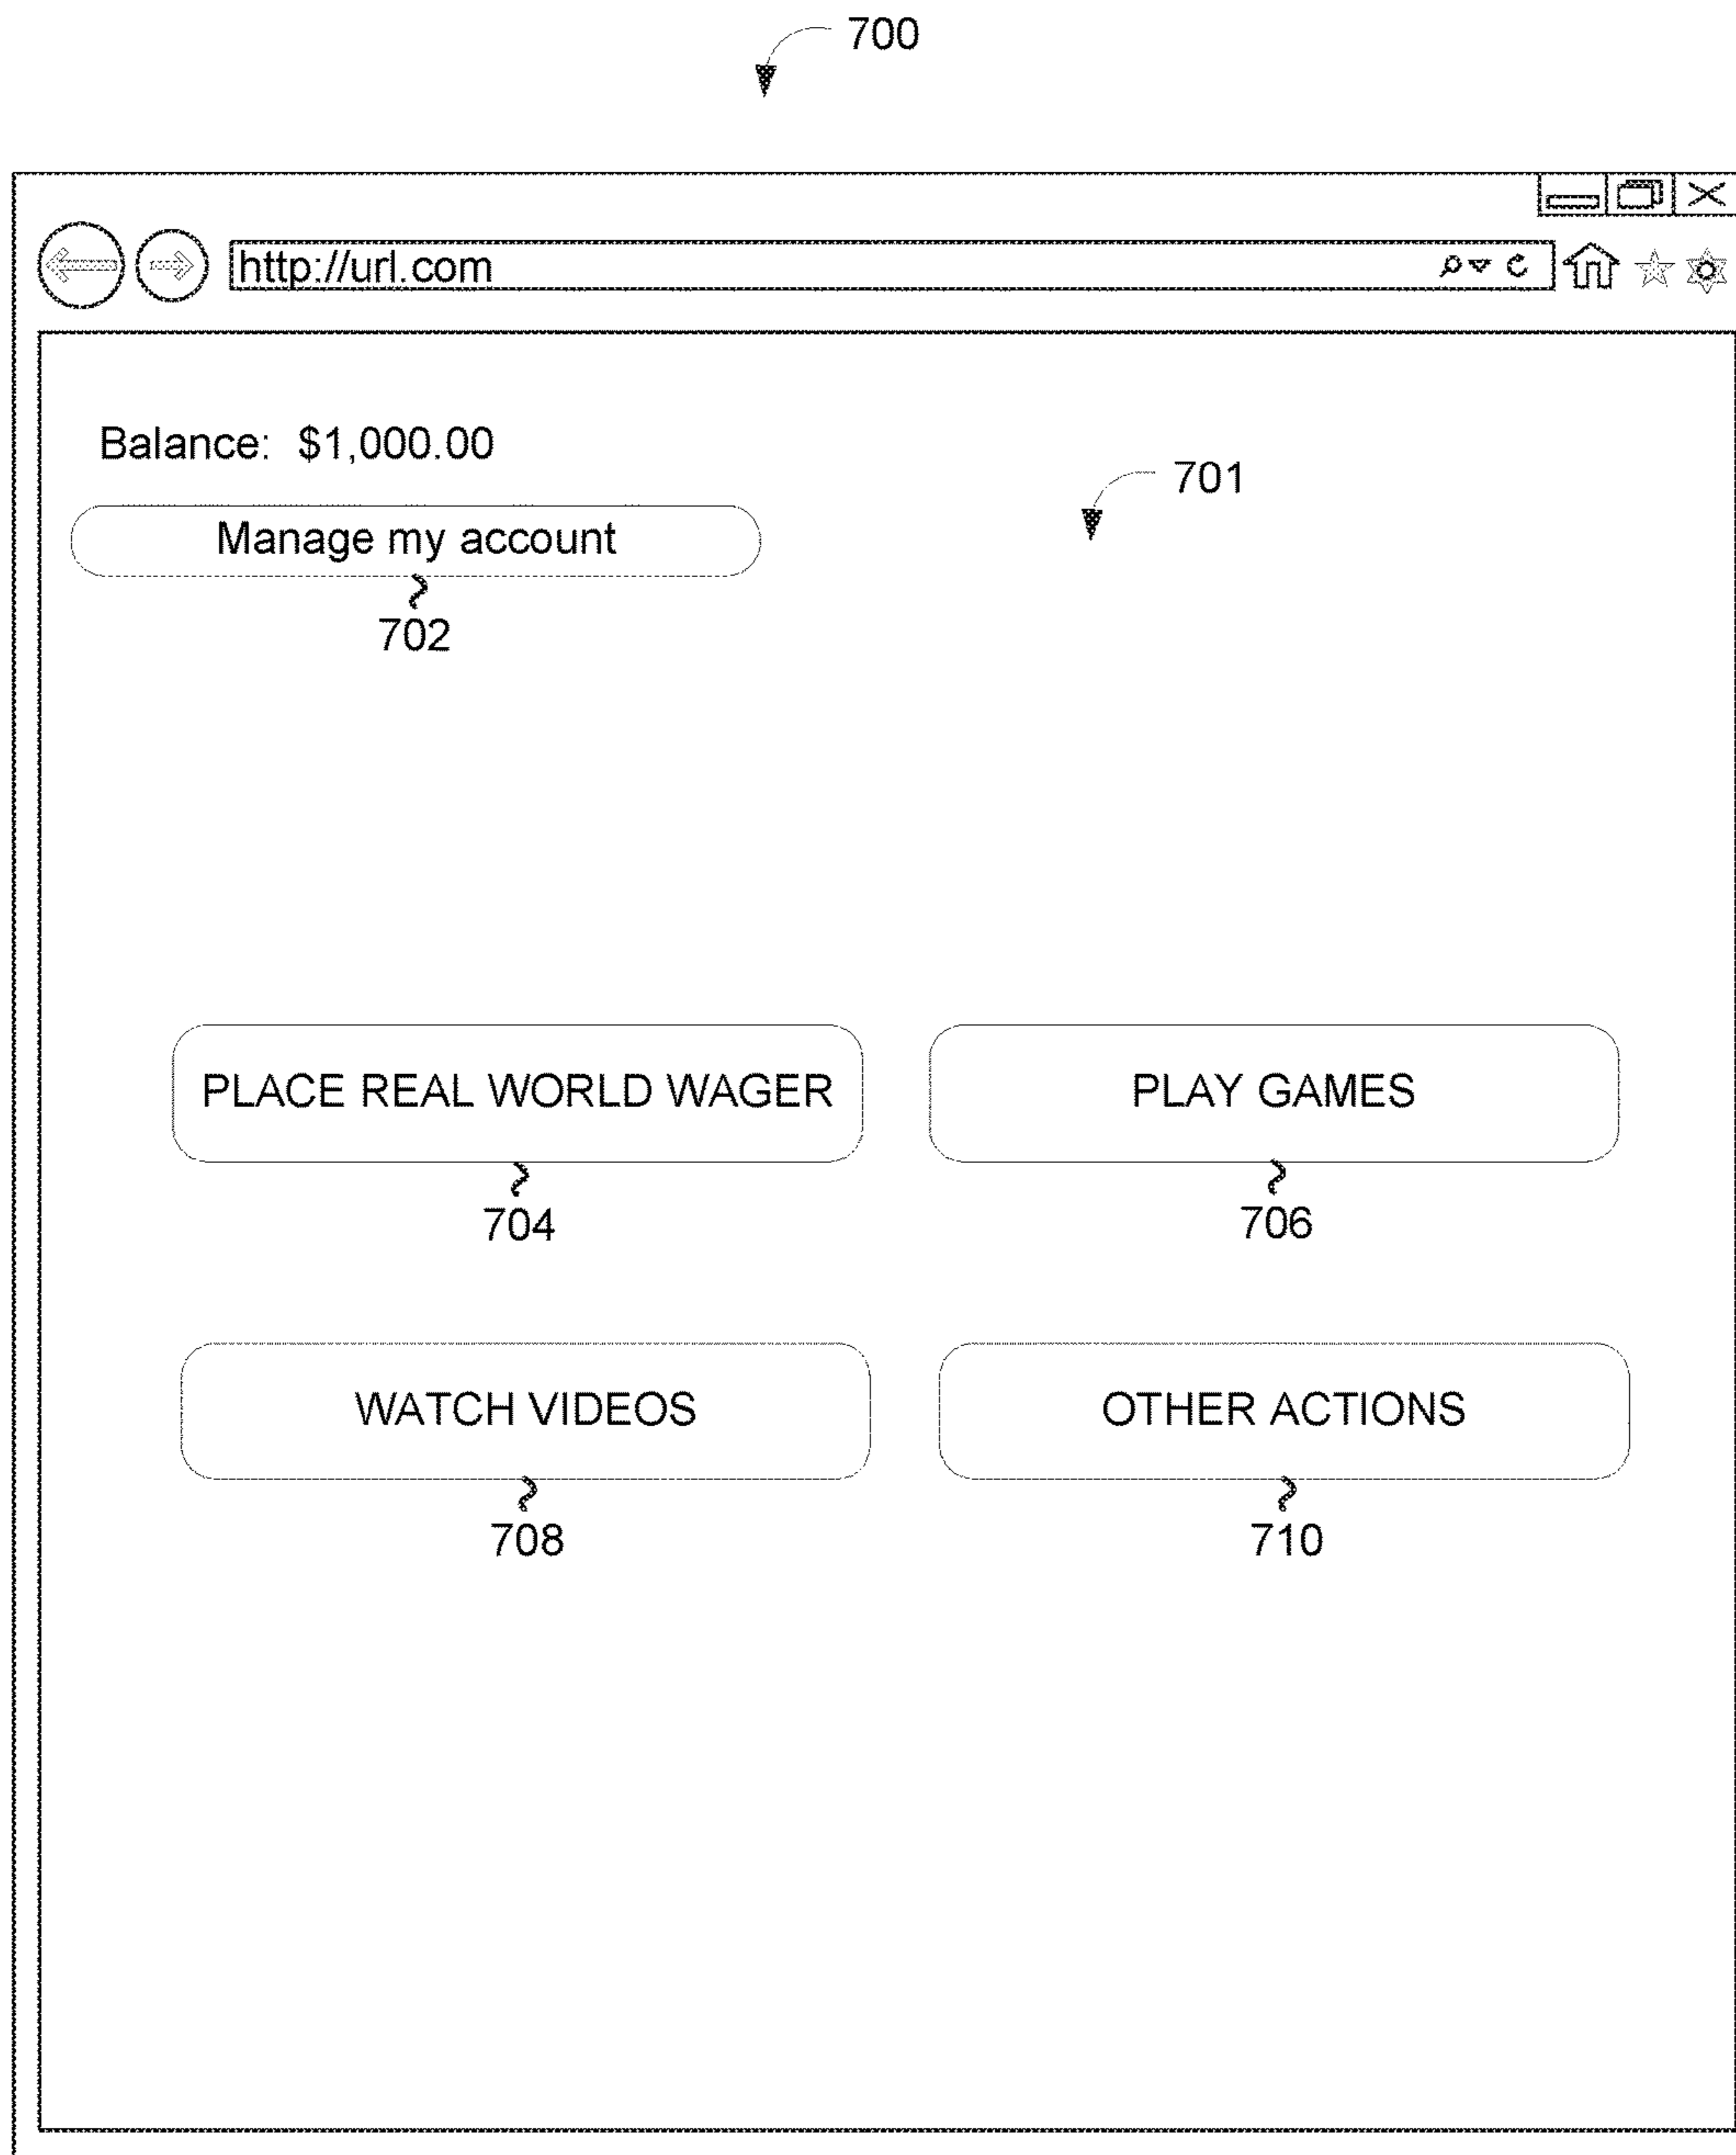 700
http://url.com
Balance: $1,000.00
701
Manage my account
702
PLACE REAL WORLD WAGER
PLAY GAMES
704
706
WATCH VIDEOS
OTHER ACTIONS
708
710